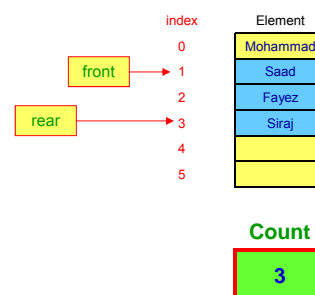 index Element
0 Mohammad
front 1 Saad
2 Fayez
rear 3 Siraj
4
5
Count
3